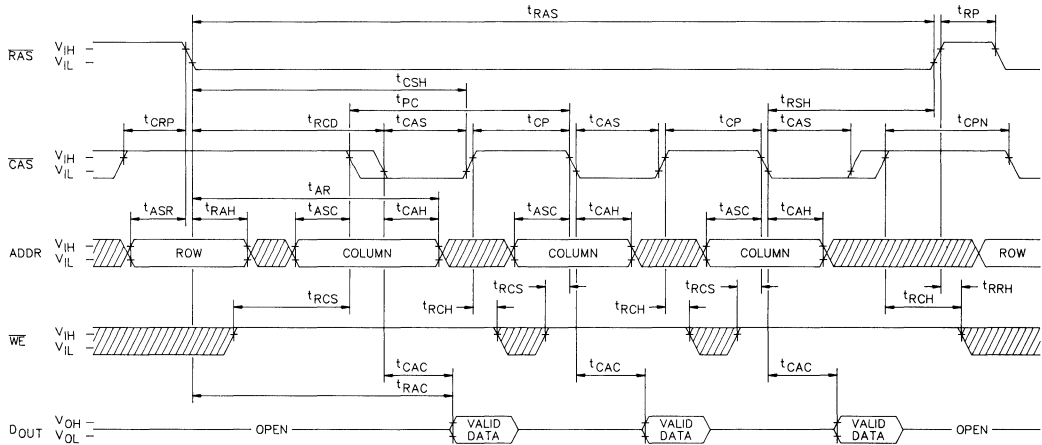 tRAS tRP
RAS VIH
VIL
tCSH
tPC tRSH
tCRP tRCD tCAS tCP tCAS tCP tCAS tCPN
CAS VIH
VIL
tAR
tASR tRAH tASC tCAH tASC tCAH tASC tCAH
ADDR VIH
VIL
ROW COLUMN COLUMN COLUMN ROW
tRCS tRCH tRCS tRCH tRCS tRCH tRRH
WE VIH
VIL
tCAC tCAC tCAC
tRAC
DOUT VOH
VOL
OPEN VALID DATA VALID DATA VALID DATA OPEN